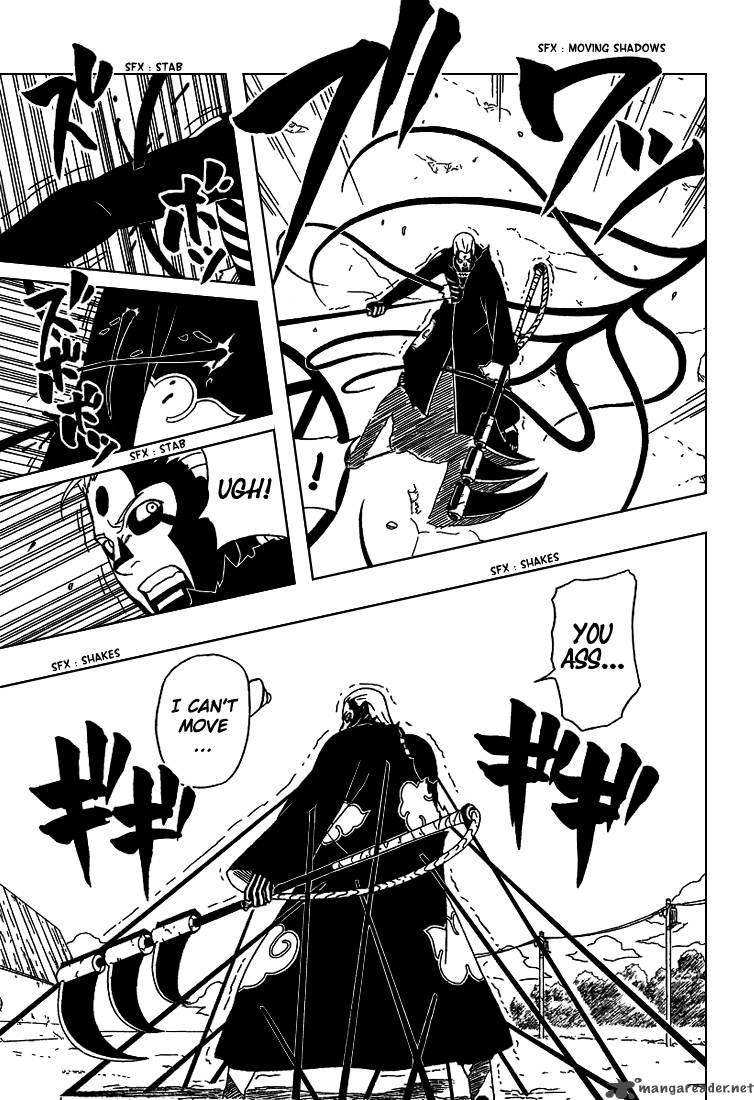 SFX : MOVING SHADOWS
ブワッ
!
SFX : STAB
ズボッ
ズボボッ
SFX : STAB
UGH!
SFX : SHAKES
YOU
ASS...
ギギ
SFX : SHAKES
I CAN'T
MOVE
...
ギギ
mangareader.net